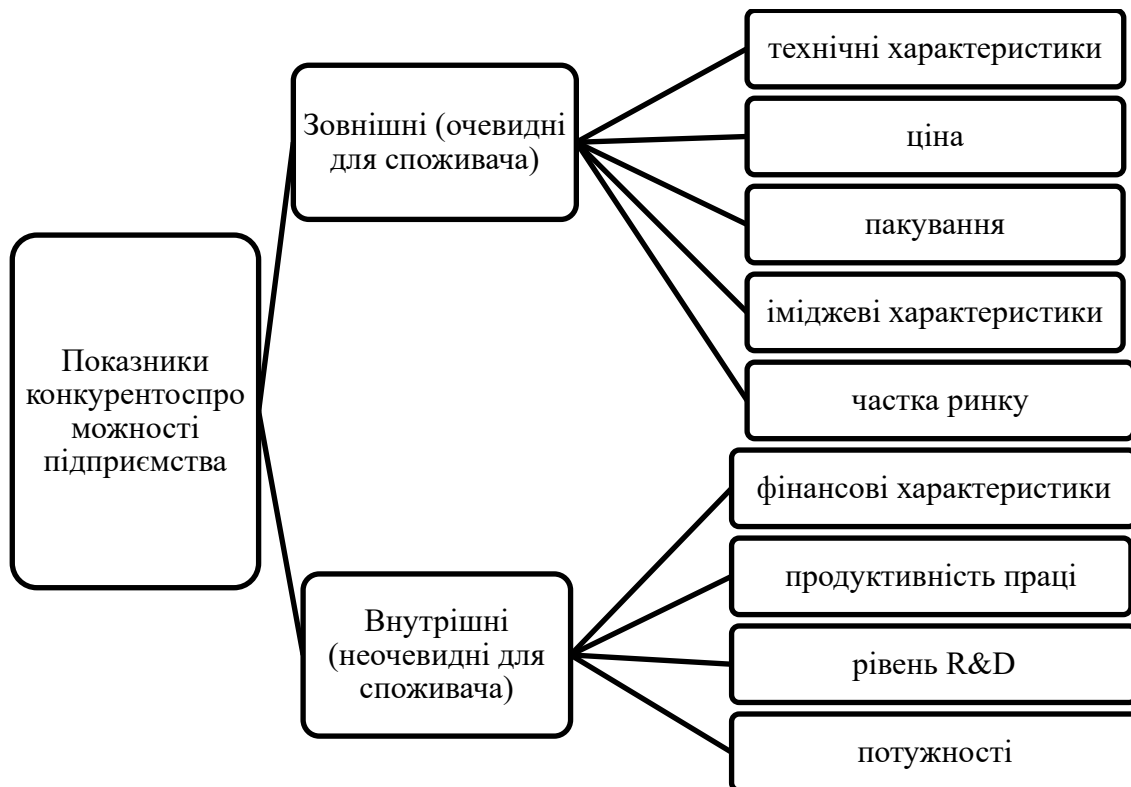 Показники
конкурентоспро
можності
підприємства
Зовнішні (очевидні
для споживача)
технічні характеристики
ціна
пакування
іміджеві характеристики
частка ринку
Внутрішні
(неочевидні для
споживача)
фінансові характеристики
продуктивність праці
рівень R&D
потужності